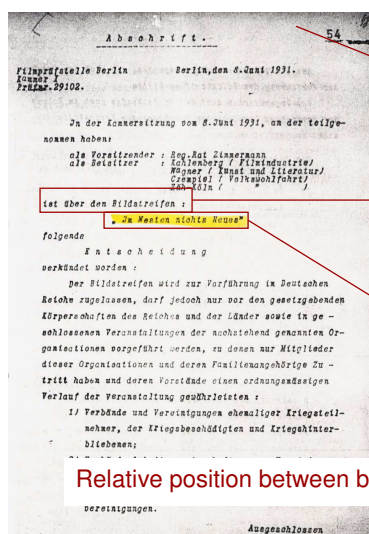 54
Abschrift.
Filmprüfstelle Berlin Berlin, den 8. Juni 1931.
Kammer I
Prüfnr. 29102.
In der Kammersitzung vom 8. Juni 1931, an der teilge-
nommen haben:
als Vorsitzender : Reg. Rat Zimmermann
als Beisitzer : Kahlenberg / Filmindustrie/
Wagner / Kunst und Literatur/
Czempiel / Volkswohlfahrt/
Köln / " /
ist über den Bildstreifen :
„ Im Westen nichts Neues"
folgende
Entscheidung
verkündet worden :
Der Bildstreifen wird zur Vorführung im Deutschen
Reiche zugelassen, darf jedoch nur vor den gesetzgebenden
Körperschaften des Reiches und der Länder sowie in ge -
schlossenen Veranstaltungen der nachstehend genannten Or-
ganisationen vorgeführt werden, zu denen nur Mitglieder
dieser Organisationen und deren Familienangehörige Zu -
tritt haben und deren Vorstände einen ordnungsmässigen
Verlauf der Veranstaltung gewährleisten :
1/ Verbände und Vereinigungen ehemaliger Kriegsteil-
nehmer, der Kriegsbeschädigten und Kriegshinter-
bliebenen;
Relative position between b
vereinigungen.
Ausgeschlossen